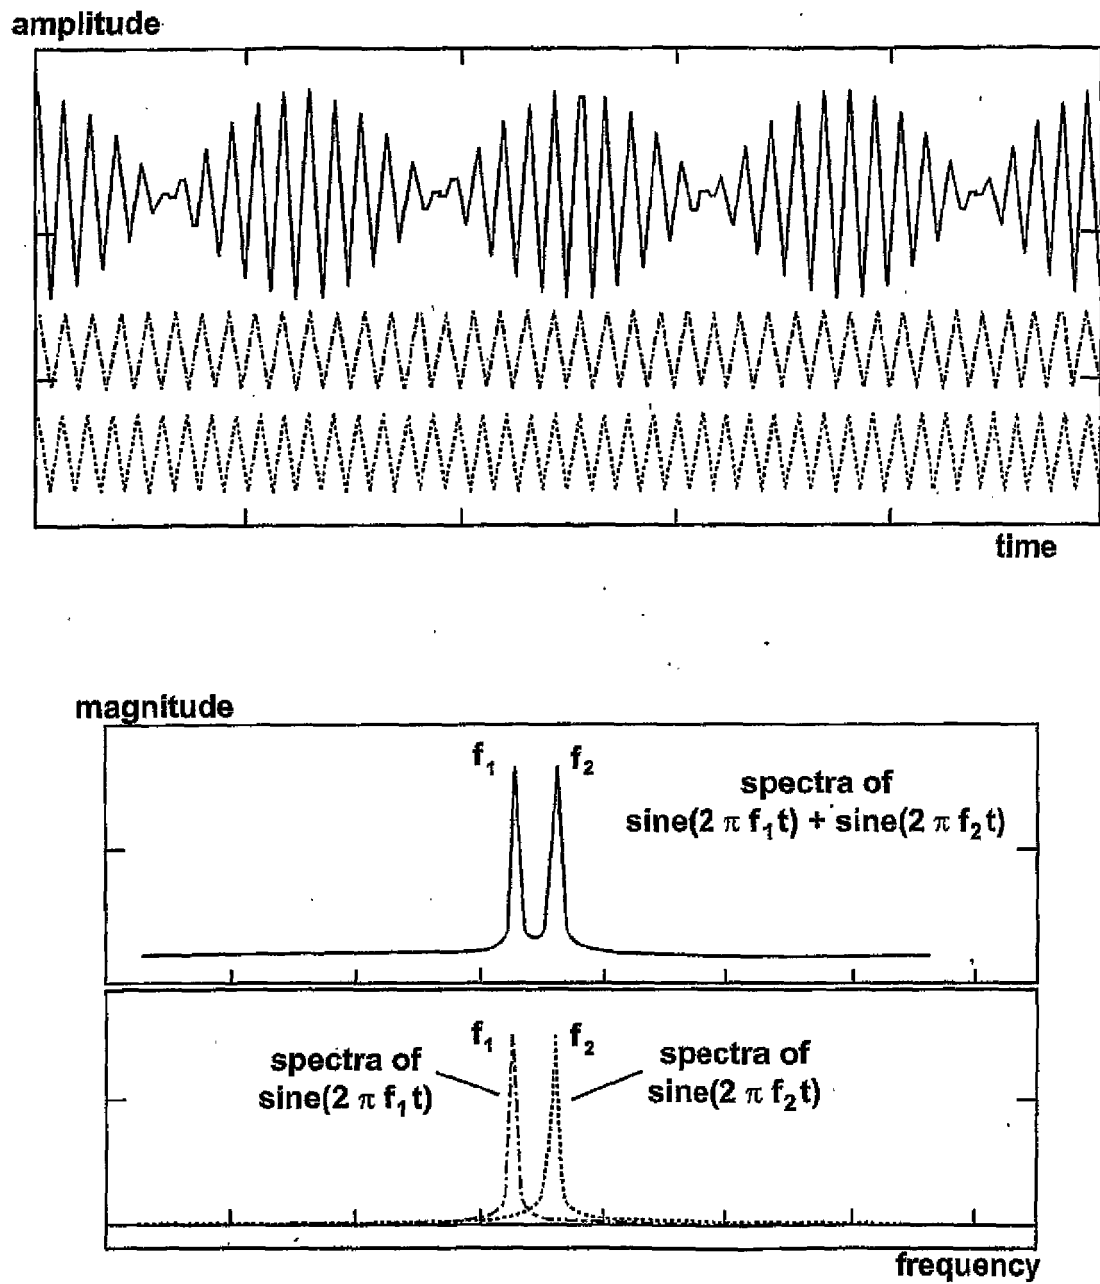 amplitude
time
magnitude
f₁ f₂
spectra of
sine(2 π f₁t) + sine(2 π f₂t)
f₁ f₂
spectra of
sine(2 π f₁t)
spectra of
sine(2 π f₂t)
frequency